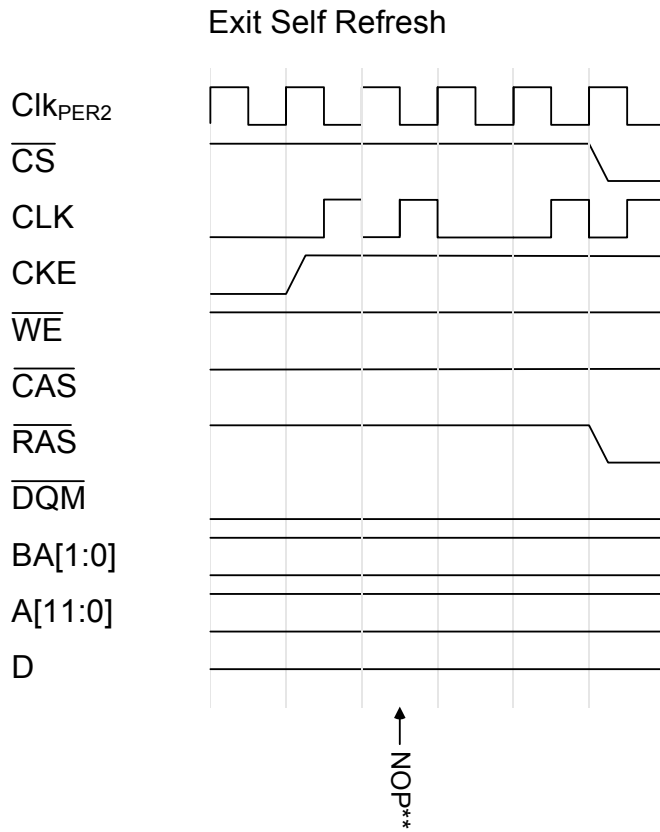 Exit Self Refresh
ClkPER2
CS
CLK
CKE
WE
CAS
RAS
DQM
BA[1:0]
A[11:0]
D
NOP**